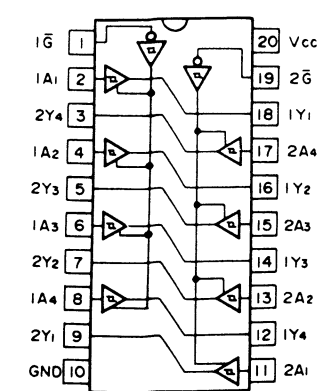 1G̅ 1 20 Vcc
1A1 2 19 2G̅
2Y4 3 18 1Y1
1A2 4 17 2A4
2Y3 5 16 1Y2
1A3 6 15 2A3
2Y2 7 14 1Y3
1A4 8 13 2A2
2Y1 9 12 1Y4
GND 10 11 2A1